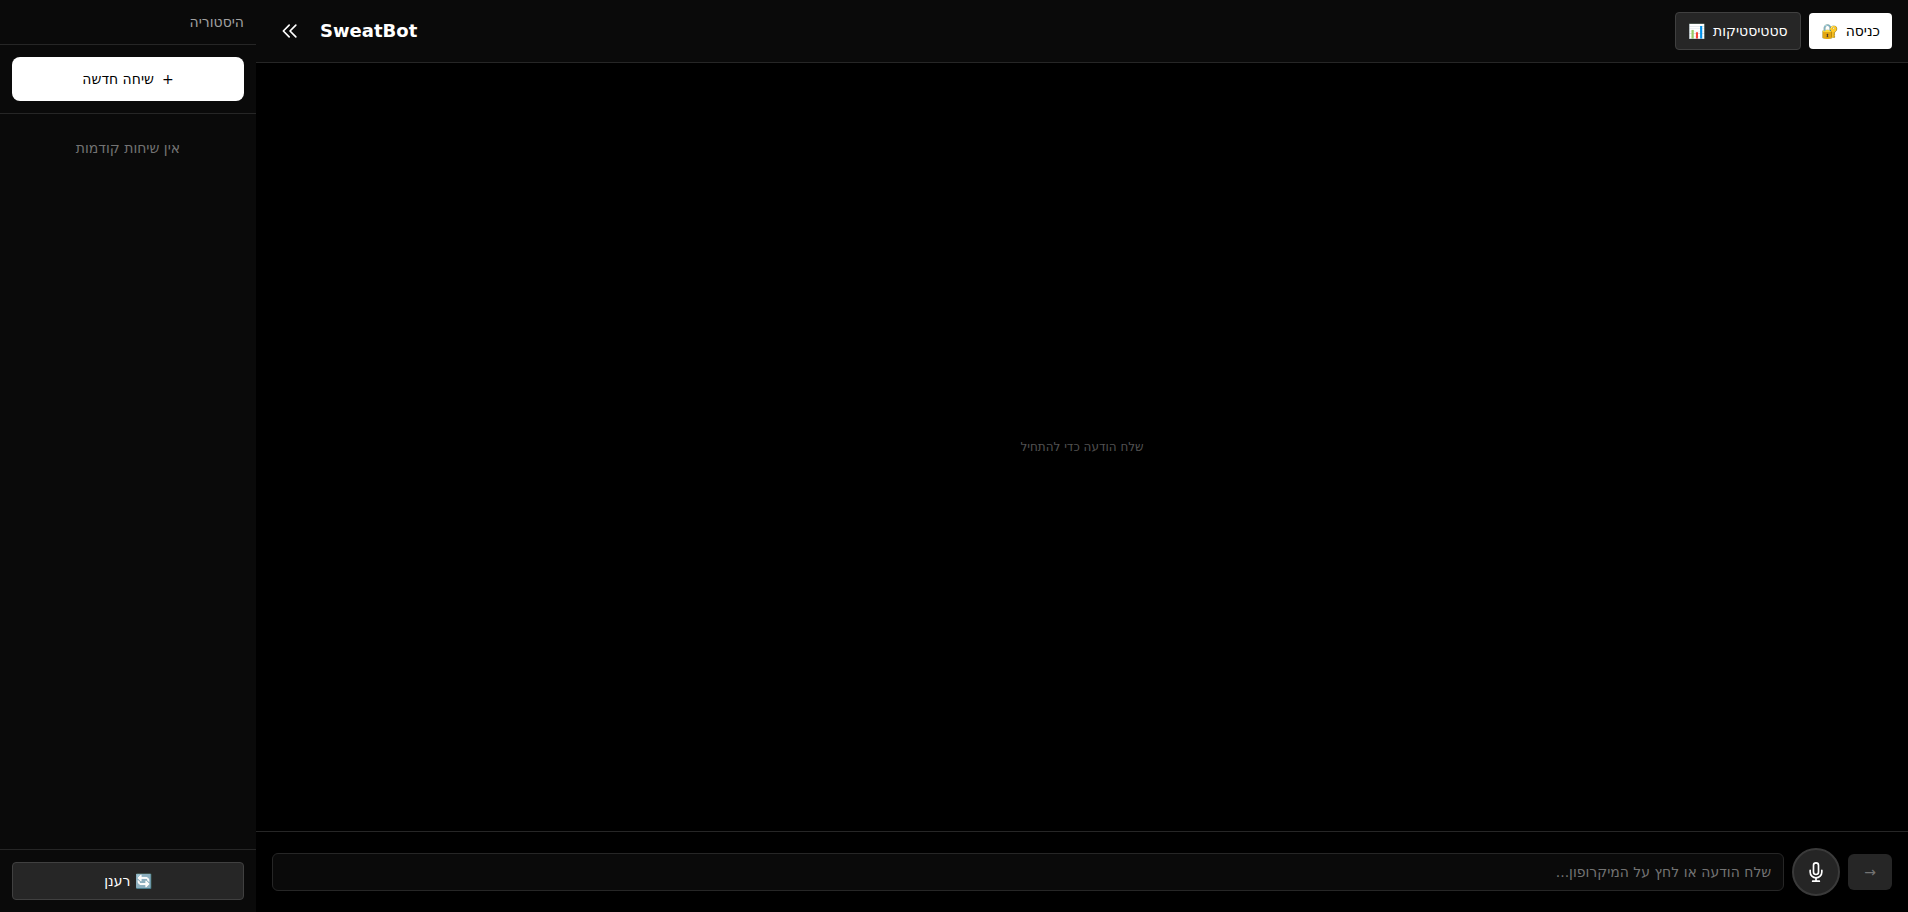 היסטוריה
+ שיחה חדשה
אין שיחות קודמות
רענן
SweatBot
סטטיסטיקות
כניסה
שלח הודעה כדי להתחיל
שלח הודעה או לחץ על המיקרופון...
→